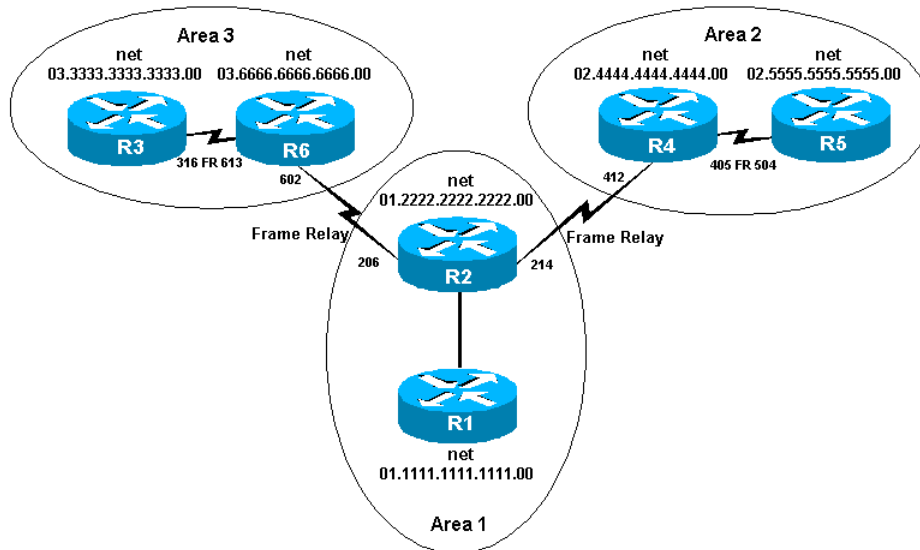 Area 3
net
03.3333.3333.3333.00
net
03.6666.6666.6666.00
R3
R6
316 FR 613
602
Area 2
net
02.4444.4444.4444.00
net
02.5555.5555.5555.00
R4
R5
405 FR 504
412
net
01.2222.2222.2222.00
Frame Relay
Frame Relay
206
R2
214
R1
net
01.1111.1111.1111.00
Area 1